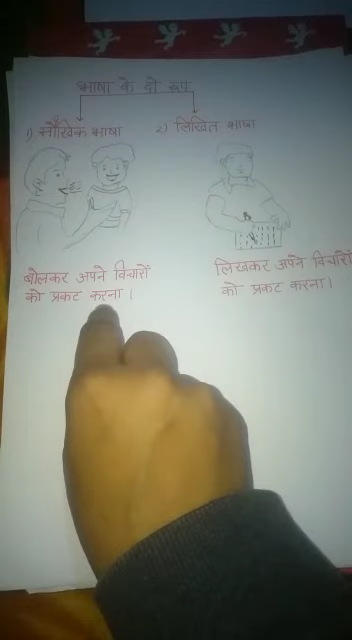 भाषा के दो रूप
1) मौखिक भाषा
2) लिखित भाषा
बोलकर अपने विचारों
को प्रकट करना।
लिखकर अपने विचारों
को प्रकट करना।